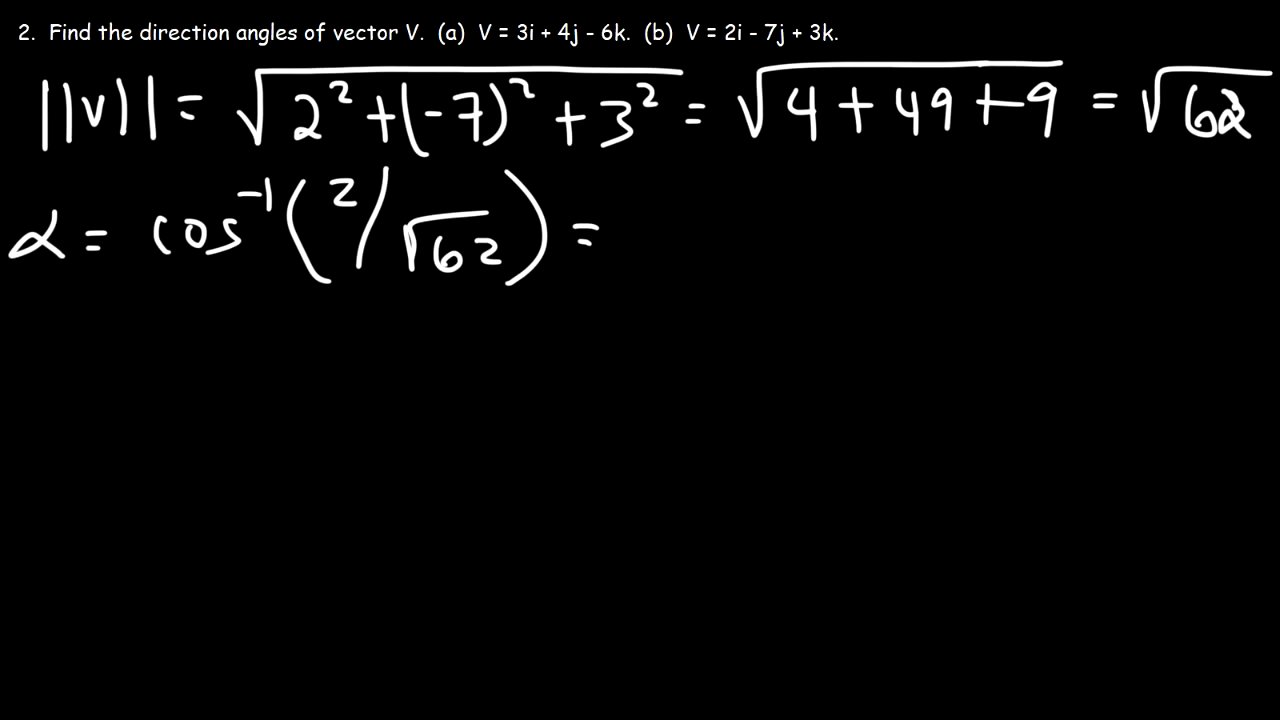 2. Find the direction angles of vector V. (a) V = 3i + 4j - 6k. (b) V = 2i - 7j + 3k.
||v|| = √(2² + (-7)² + 3²) = √(4 + 49 + 9) = √62
α = cos⁻¹(2/√62) =